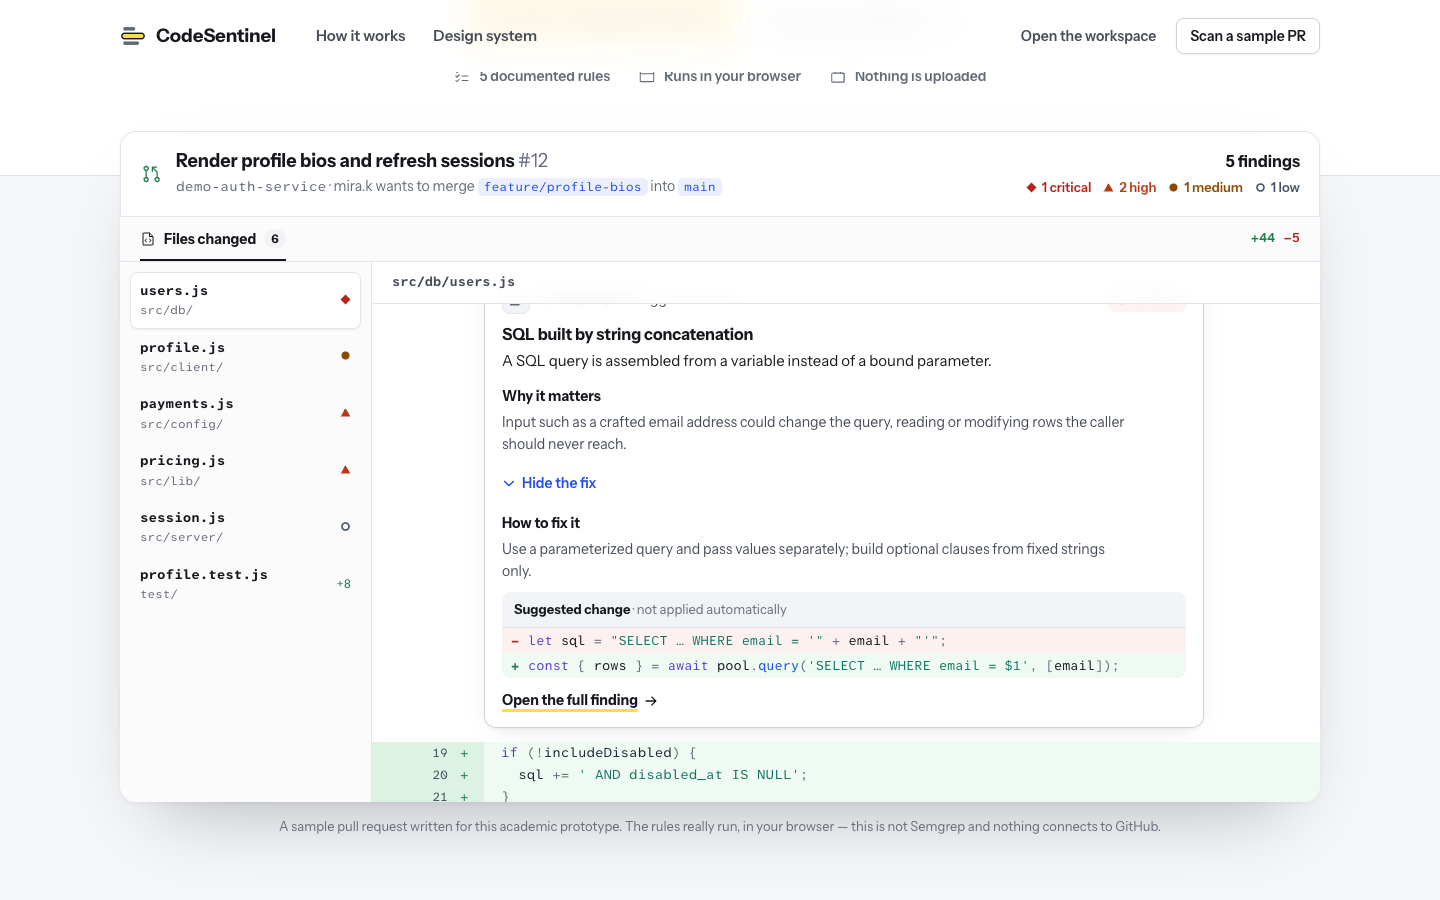 CodeSentinel
How it works
Design system
Open the workspace
Scan a sample PR
5 documented rules
Runs in your browser
Nothing is uploaded
Render profile bios and refresh sessions #12
demo-auth-service · mira.k wants to merge feature/profile-bios into main
5 findings
1 critical
2 high
1 medium
1 low
Files changed 6
+44 −5
users.js
src/db/
profile.js
src/client/
payments.js
src/config/
pricing.js
src/lib/
session.js
src/server/
profile.test.js
test/
+8
src/db/users.js
SQL built by string concatenation
A SQL query is assembled from a variable instead of a bound parameter.
Why it matters
Input such as a crafted email address could change the query, reading or modifying rows the caller
should never reach.
Hide the fix
How to fix it
Use a parameterized query and pass values separately; build optional clauses from fixed strings
only.
Suggested change · not applied automatically
− let sql = "SELECT … WHERE email = '" + email + "'";
+ const { rows } = await pool.query('SELECT … WHERE email = $1', [email]);
Open the full finding →
19 + if (!includeDisabled) {
20 + sql += ' AND disabled_at IS NULL';
21 + }
A sample pull request written for this academic prototype. The rules really run, in your browser — this is not Semgrep and nothing connects to GitHub.